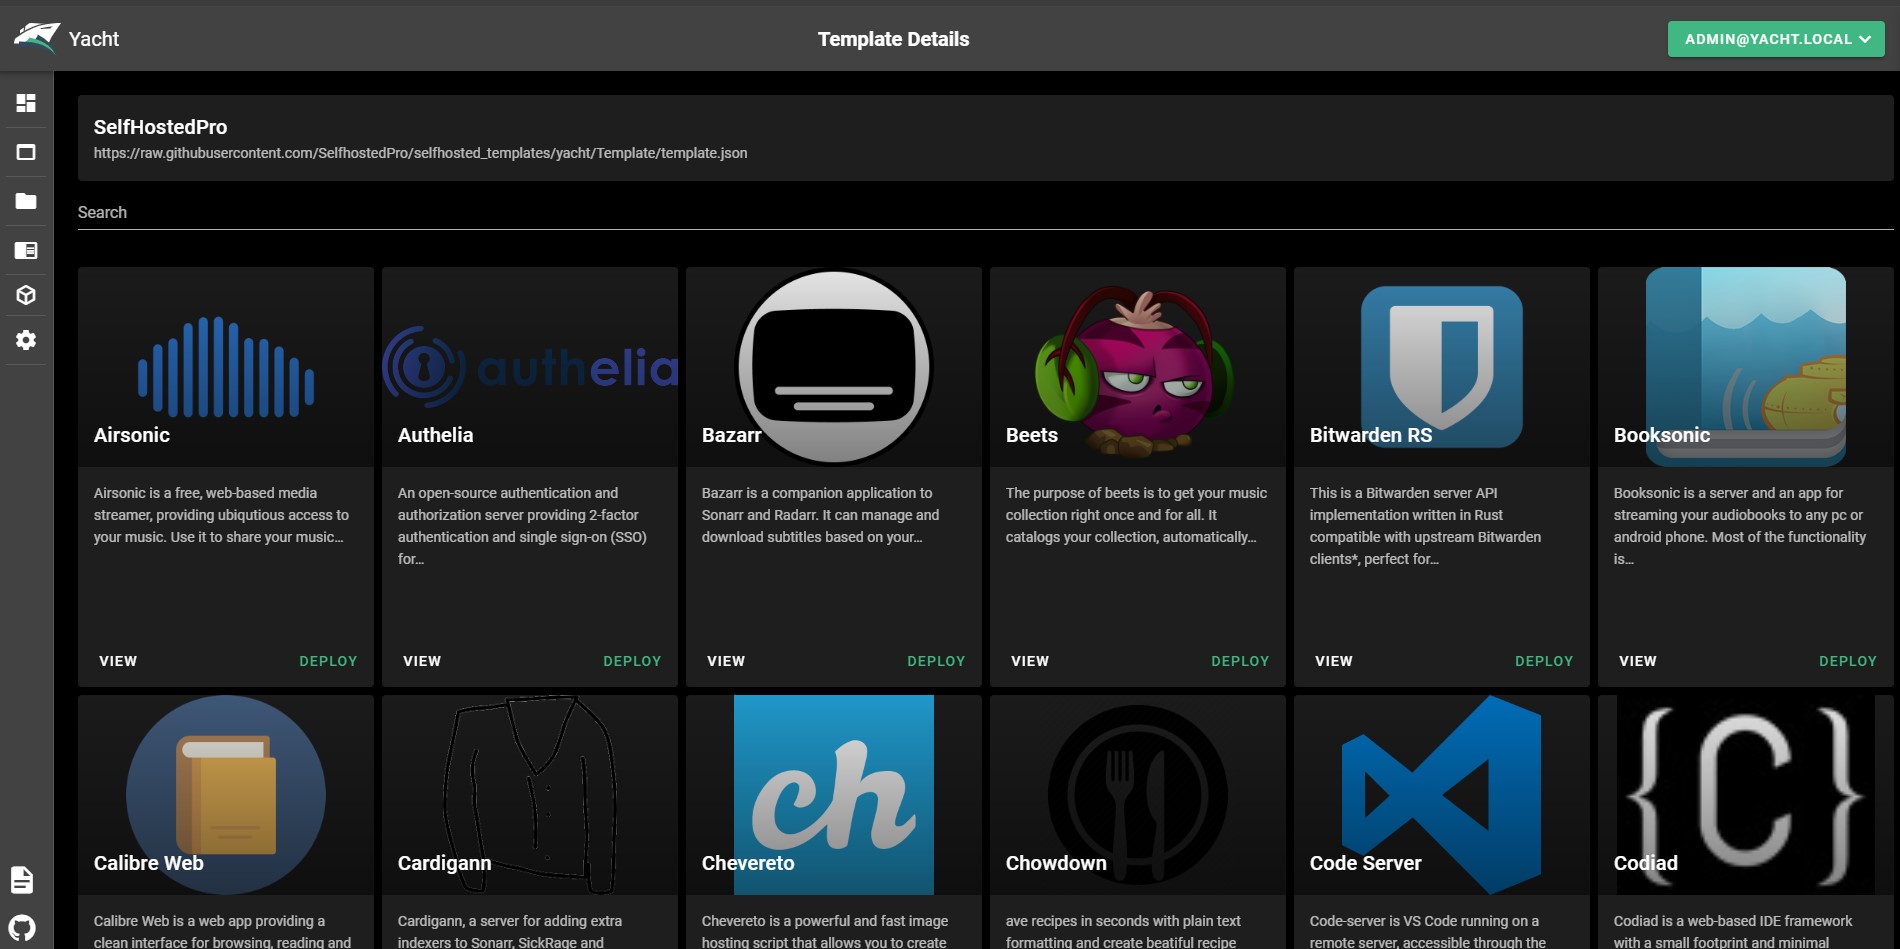 Yacht
Template Details
ADMIN@YACHT.LOCAL
SelfHostedPro
https://raw.githubusercontent.com/SelfhostedPro/selfhosted_templates/yacht/Template/template.json
Search
authelia
Airsonic
Authelia
Bazarr
Beets
Bitwarden RS
Booksonic
Airsonic is a free, web-based media
streamer, providing ubiqutious access to
your music. Use it to share your music...
An open-source authentication and
authorization server providing 2-factor
authentication and single sign-on (SSO)
for...
Bazarr is a companion application to
Sonarr and Radarr. It can manage and
download subtitles based on your...
The purpose of beets is to get your music
collection right once and for all. It
catalogs your collection, automatically...
This is a Bitwarden server API
implementation written in Rust
compatible with upstream Bitwarden
clients*, perfect for...
Booksonic is a server and an app for
streaming your audiobooks to any pc or
android phone. Most of the functionality
is...
VIEW
DEPLOY
VIEW
DEPLOY
VIEW
DEPLOY
VIEW
DEPLOY
VIEW
DEPLOY
VIEW
DEPLOY
ch
{C}
Calibre Web
Cardigann
Chevereto
Chowdown
Code Server
Codiad
Calibre Web is a web app providing a
clean interface for browsing, reading and
Cardigann, a server for adding extra
indexers to Sonarr, SickRage and
Chevereto is a powerful and fast image
hosting script that allows you to create
ave recipes in seconds with plain text
formatting and create beatiful recipe
Code-server is VS Code running on a
remote server, accessible through the
Codiad is a web-based IDE framework
with a small footprint and minimal